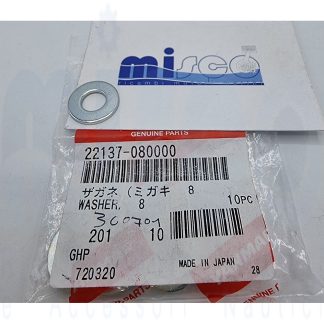 misco
GENUINE PARTS
22137-080000
ザガネ (ミガキ 8
WASHER, 8
10PC
360701
201 10
GHP
MADE IN JAPAN
720320
28